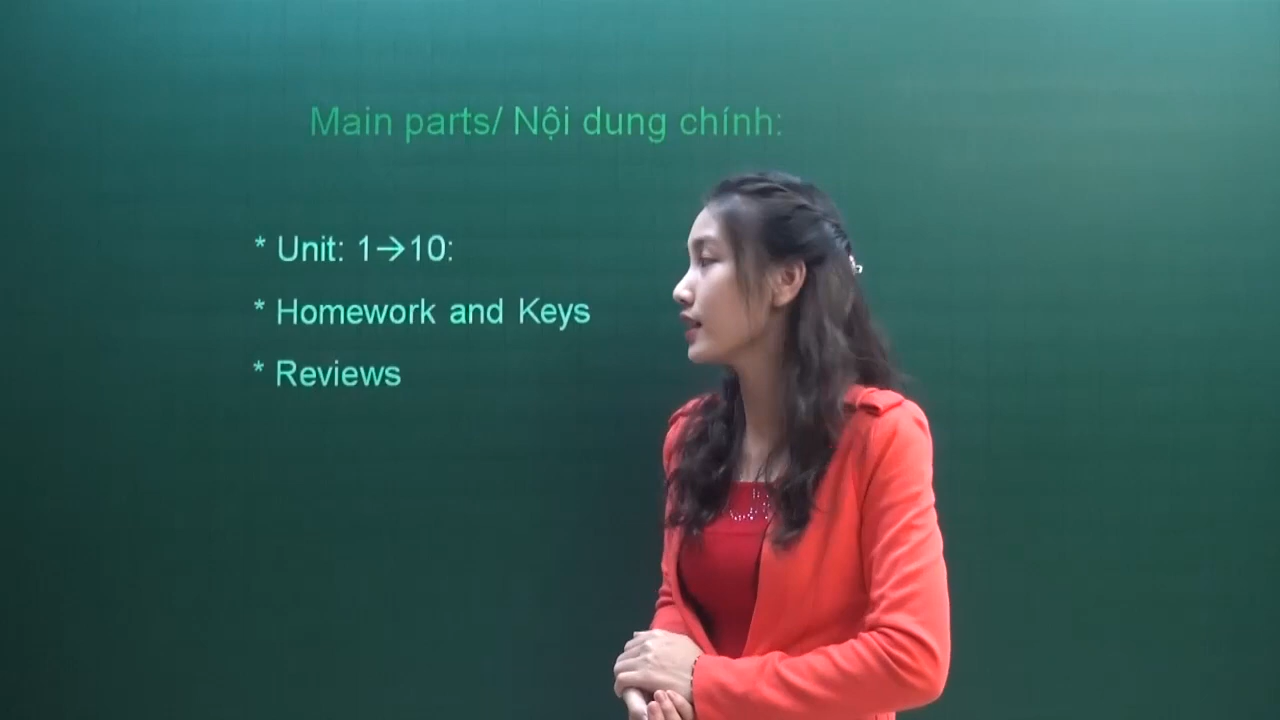 Main parts/ Nội dung chính:
* Unit: 1→10:
* Homework and Keys
* Reviews